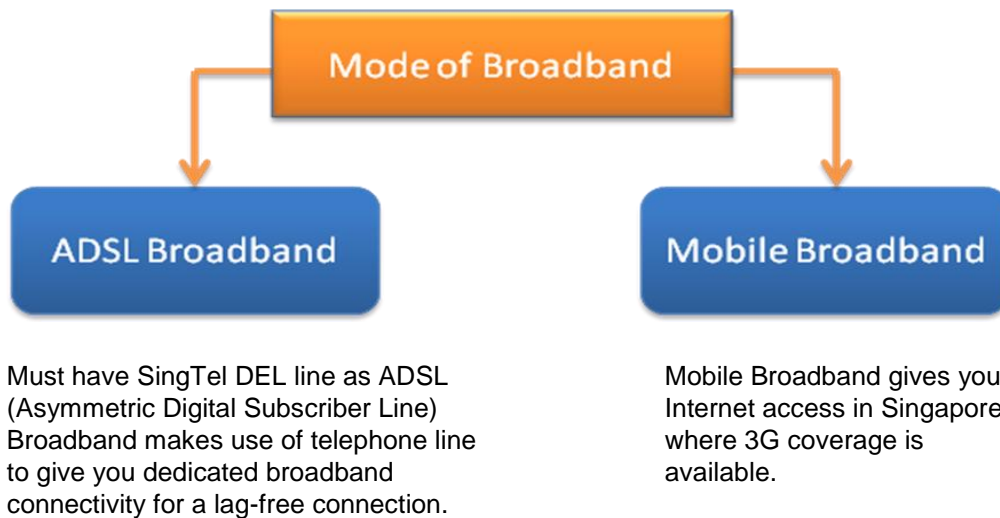 Mode of Broadband
ADSL Broadband
Mobile Broadband
Must have SingTel DEL line as ADSL
(Asymmetric Digital Subscriber Line)
Broadband makes use of telephone line
to give you dedicated broadband
connectivity for a lag-free connection.
Mobile Broadband gives you
Internet access in Singapore
where 3G coverage is
available.